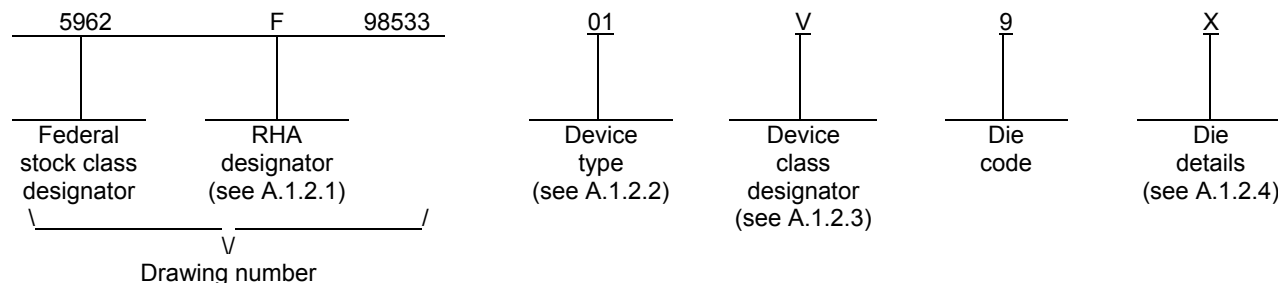 5962 F 98533 01 V 9 X
Federal stock class designator
RHA designator (see A.1.2.1)
Device type (see A.1.2.2)
Device class designator (see A.1.2.3)
Die code
Die details (see A.1.2.4)
\ /
\/
Drawing number